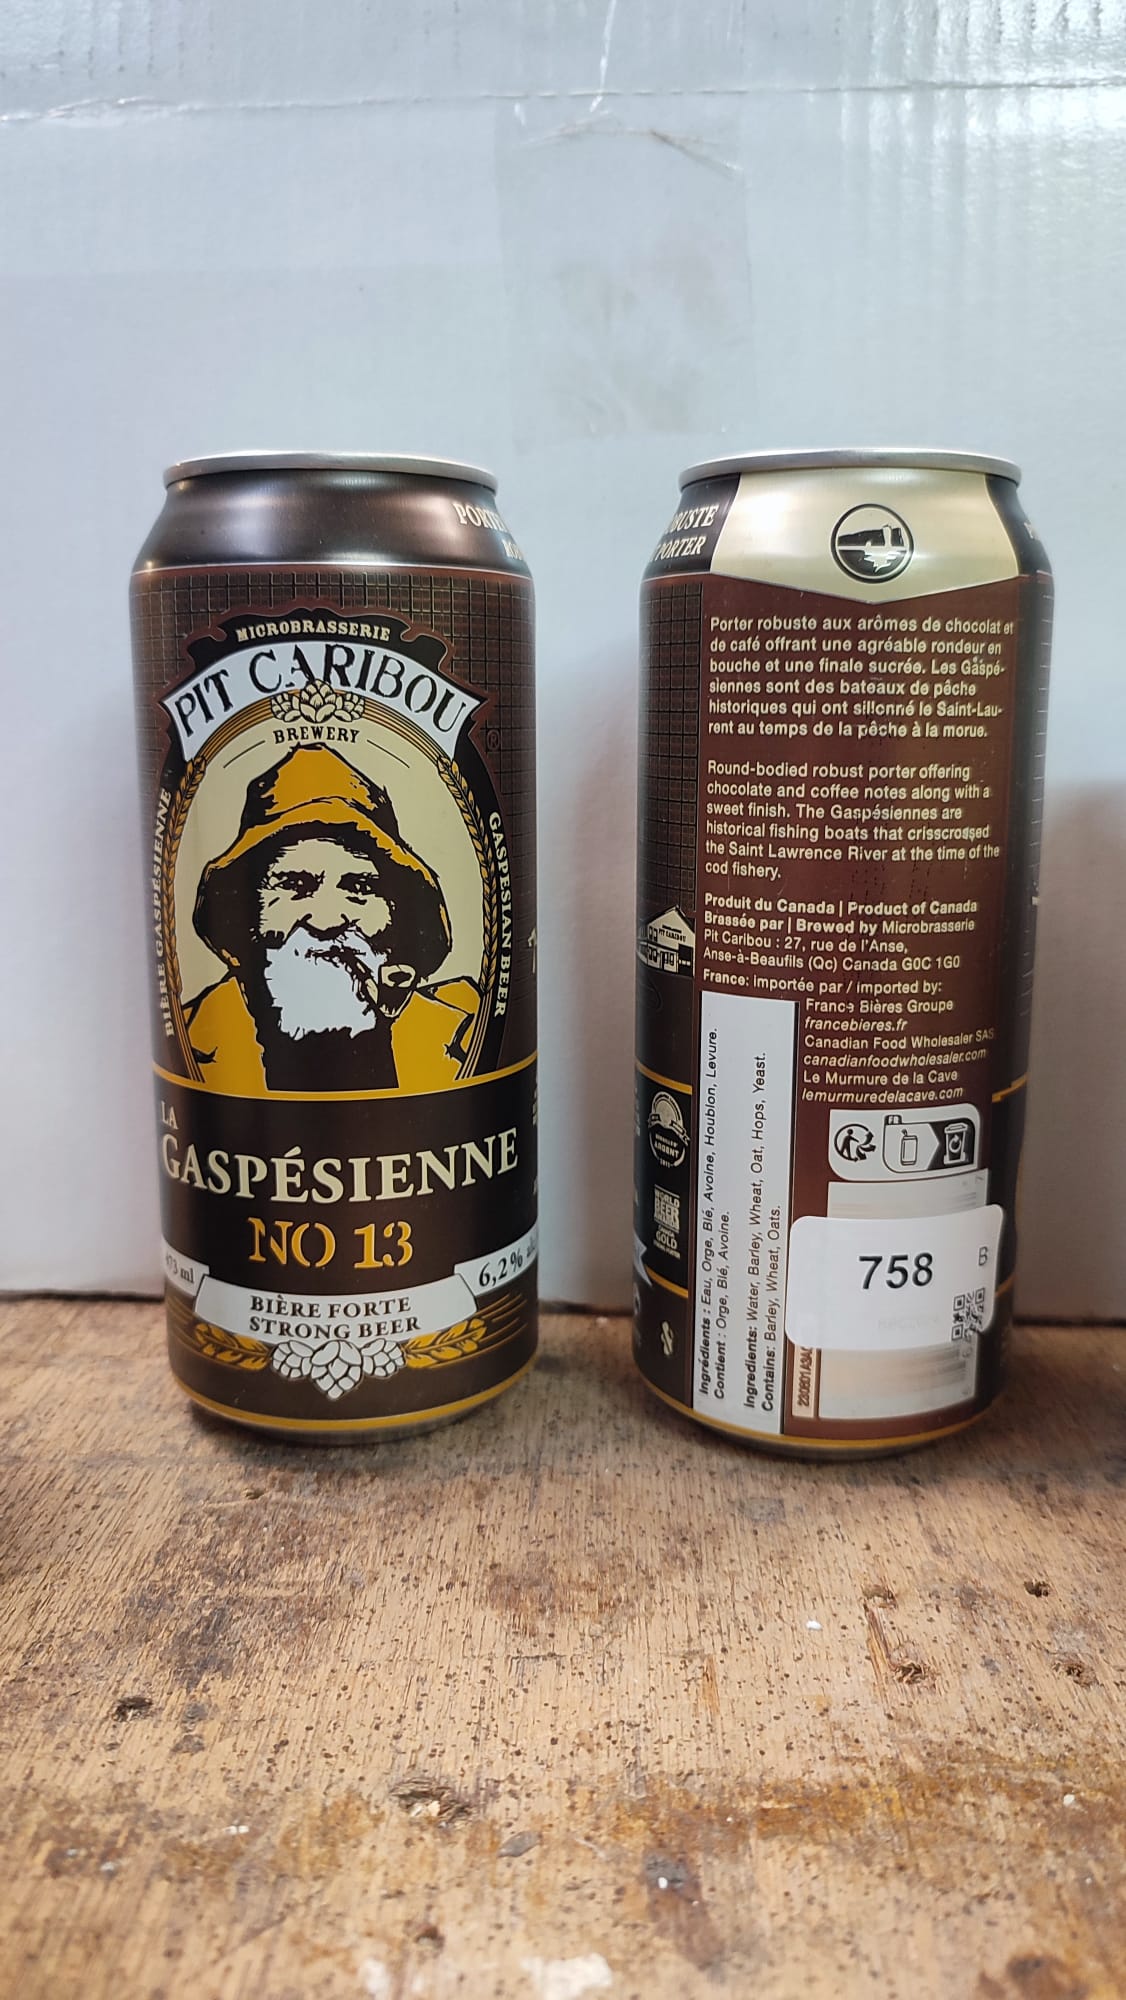 PORTER
MICROBRASSERIE
PIT CARIBOU
BREWERY
®
BIÈRE GASPÉSIENNE
GASPESIAN BEER
LA
GASPÉSIENNE
NO 13
473 ml
6,2 %
BIÈRE FORTE
STRONG BEER
PORTER
Porter robuste aux arômes de chocolat et
de café offrant une agréable rondeur en
bouche et une finale sucrée. Les Gaspé-
siennes sont des bateaux de pêche
historiques qui ont sillonné le Saint-Lau-
rent au temps de la pêche à la morue.
Round-bodied robust porter offering
chocolate and coffee notes along with a
sweet finish. The Gaspésiennes are
historical fishing boats that crisscrossed
the Saint Lawrence River at the time of the
cod fishery.
Produit du Canada | Product of Canada
Brassée par | Brewed by Microbrasserie
Pit Caribou : 27, rue de l'Anse,
Anse-à-Beaufils (Qc) Canada G0C 1G0
France: importée par / imported by:
France Bières Groupe
francebieres.fr
Canadian Food Wholesaler SAS
canadianfoodwholesaler.com
Le Murmure de la Cave
lemurmuredelacave.com
PIT CARIBOU
FR
ARGENT
WORLD
BEER
GOLD
Ingrédients : Eau, Orge, Blé, Avoine, Houblon, Levure.
Contient : Orge, Blé, Avoine.
Ingredients: Water, Barley, Wheat, Oat, Hops, Yeast.
Contains: Barley, Wheat, Oats.
758
B